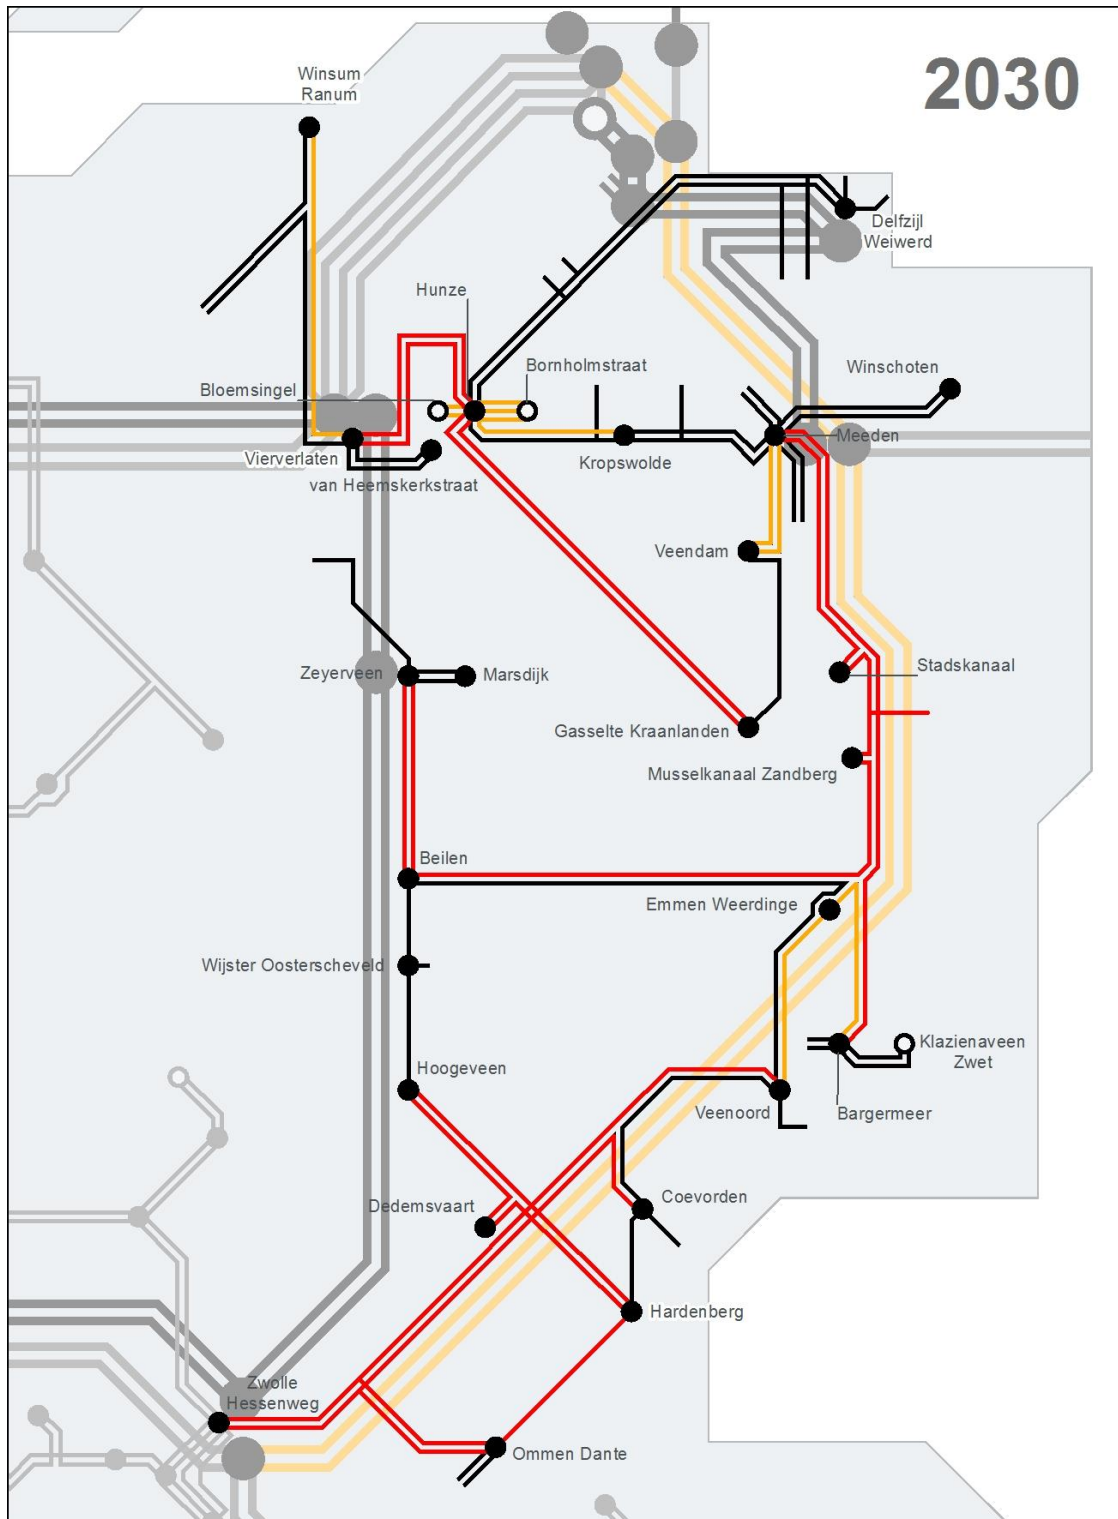 2030
Winsum
Ranum
Delfzijl
Weiwerd
Hunze
Bornholmstraat
Winschoten
Bloemsingel
Meeden
Vierverlaten
Kropswolde
van Heemskerkstraat
Veendam
Zeyerveen
Marsdijk
Stadskanaal
Gasselte Kraanlanden
Musselkanaal Zandberg
Beilen
Emmen Weerdinge
Wijster Oosterscheveld
Klazienaveen
Zwet
Hoogeveen
Veenoord
Bargermeer
Coevorden
Dedemsvaart
Hardenberg
Zwolle
Hessenweg
Ommen Dante